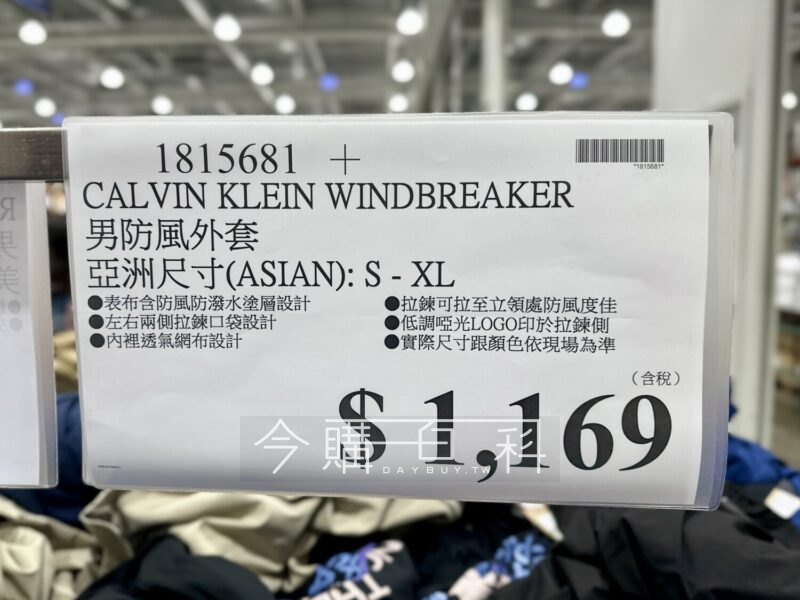 1815681 +
*1815681*
CALVIN KLEIN WINDBREAKER
男防風外套
亞洲尺寸(ASIAN): S - XL
●表布含防風防潑水塗層設計
●左右兩側拉鍊口袋設計
●內裡透氣網布設計
●拉鍊可拉至立領處防風度佳
●低調啞光LOGO印於拉鍊側
●實際尺寸跟顏色依現場為準
(含稅)
$ 1,169
今購百科
DAYBUY.TW